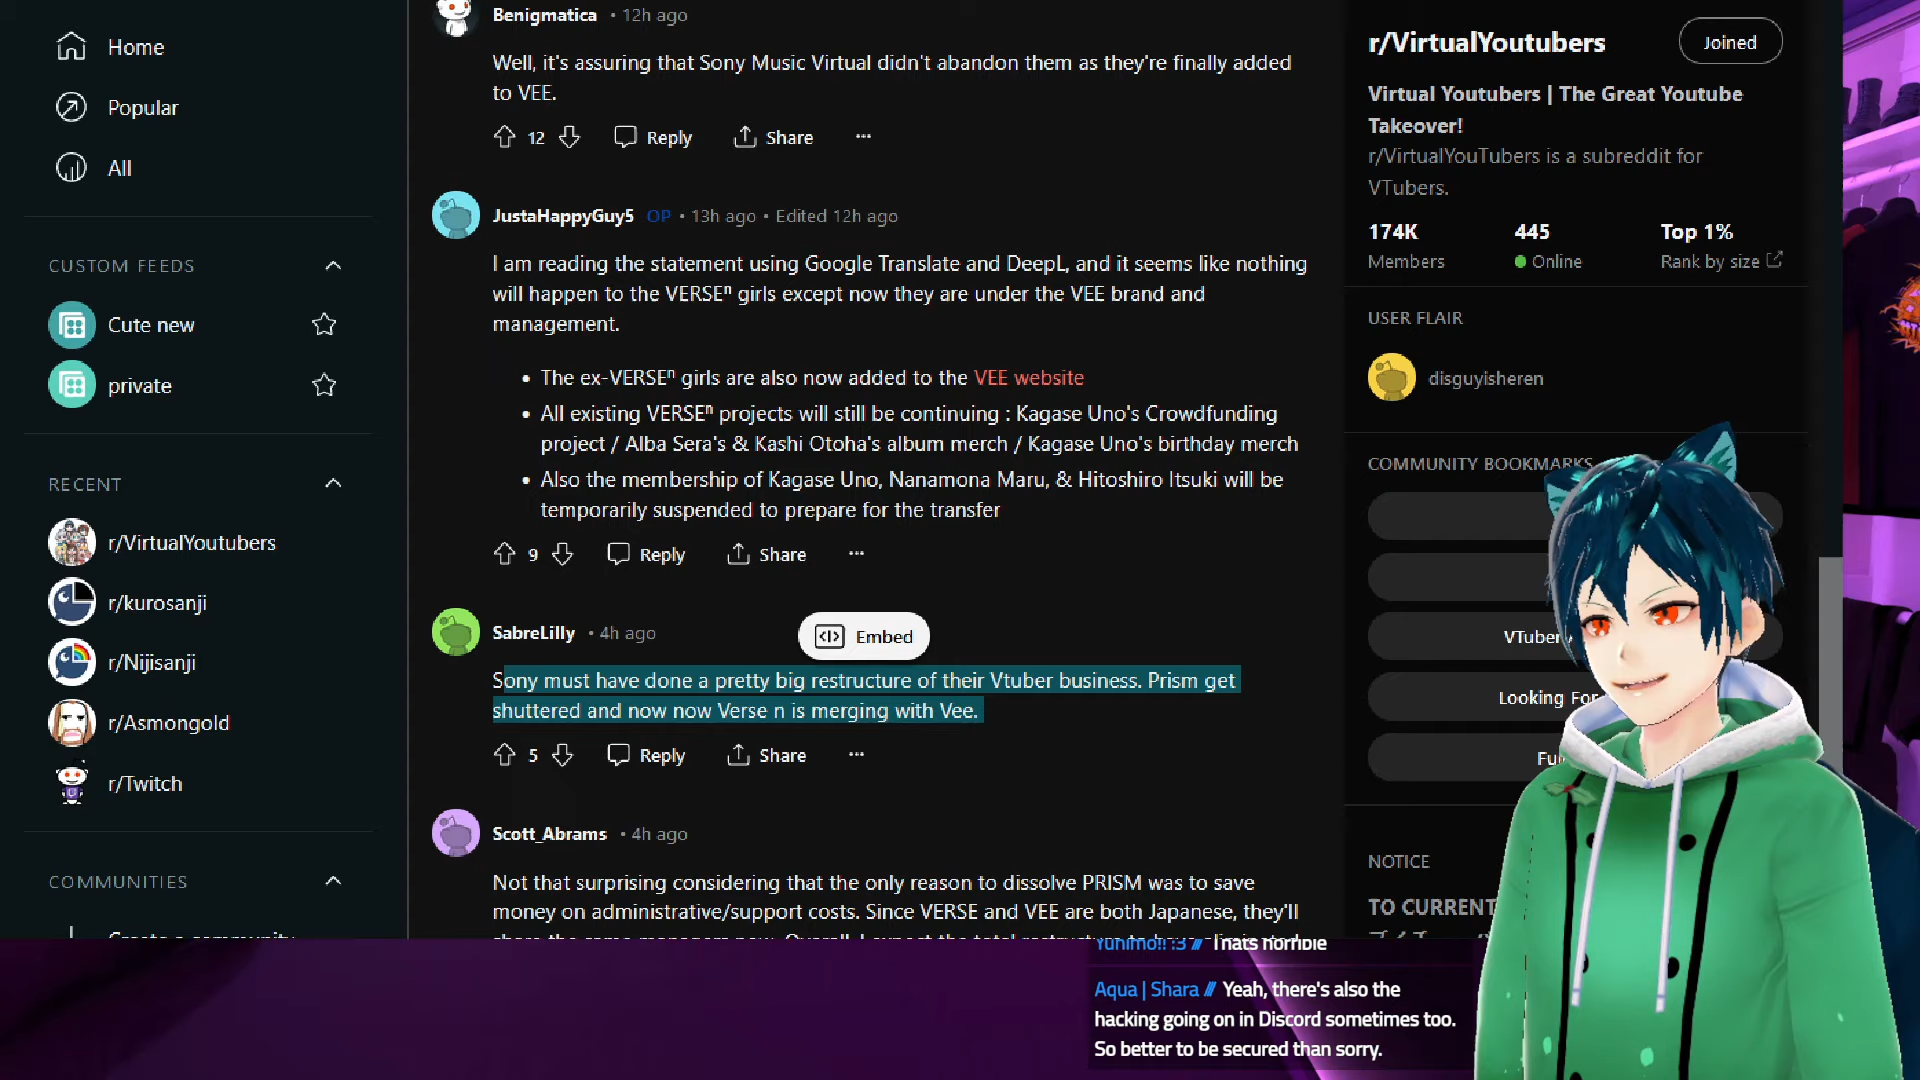 Home
Popular
All
CUSTOM FEEDS
Cute new
private
RECENT
r/VirtualYoutubers
r/kurosanji
r/Nijisanji
r/Asmongold
r/Twitch
COMMUNITIES
Create a community
Benigmatica • 12h ago
Well, it's assuring that Sony Music Virtual didn't abandon them as they're finally added
to VEE.
12 Reply Share ...
JustaHappyGuy5 OP • 13h ago • Edited 12h ago
I am reading the statement using Google Translate and DeepL, and it seems like nothing
will happen to the VERSEⁿ girls except now they are under the VEE brand and
management.
• The ex-VERSEⁿ girls are also now added to the VEE website
• All existing VERSEⁿ projects will still be continuing : Kagase Uno's Crowdfunding
project / Alba Sera's & Kashi Otoha's album merch / Kagase Uno's birthday merch
• Also the membership of Kagase Uno, Nanamona Maru, & Hitoshiro Itsuki will be
temporarily suspended to prepare for the transfer
9 Reply Share ...
SabreLilly • 4h ago
Embed
Sony must have done a pretty big restructure of their Vtuber business. Prism get
shuttered and now now Verse n is merging with Vee.
5 Reply Share ...
Scott_Abrams • 4h ago
Not that surprising considering that the only reason to dissolve PRISM was to save
money on administrative/support costs. Since VERSE and VEE are both Japanese, they'll
r/VirtualYoutubers
Joined
Virtual Youtubers | The Great Youtube
Takeover!
r/VirtualYouTubers is a subreddit for
VTubers.
174K 445 Top 1%
Members Online Rank by size
USER FLAIR
disguyisheren
COMMUNITY BOOKMARKS
VTuber
Looking For
NOTICE
TO CURRENT
Yunimo!! :3 /// Thats horrible
Aqua | Shara /// Yeah, there's also the
hacking going on in Discord sometimes too.
So better to be secured than sorry.